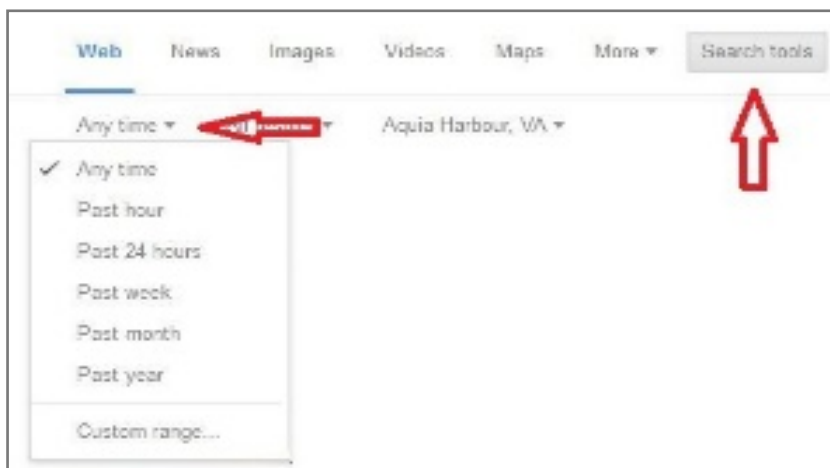 Web News Images Videos Maps More Search tools
Any time Aquia Harbour, VA
Any time
Past hour
Past 24 hours
Past week
Past month
Past year
Custom range...